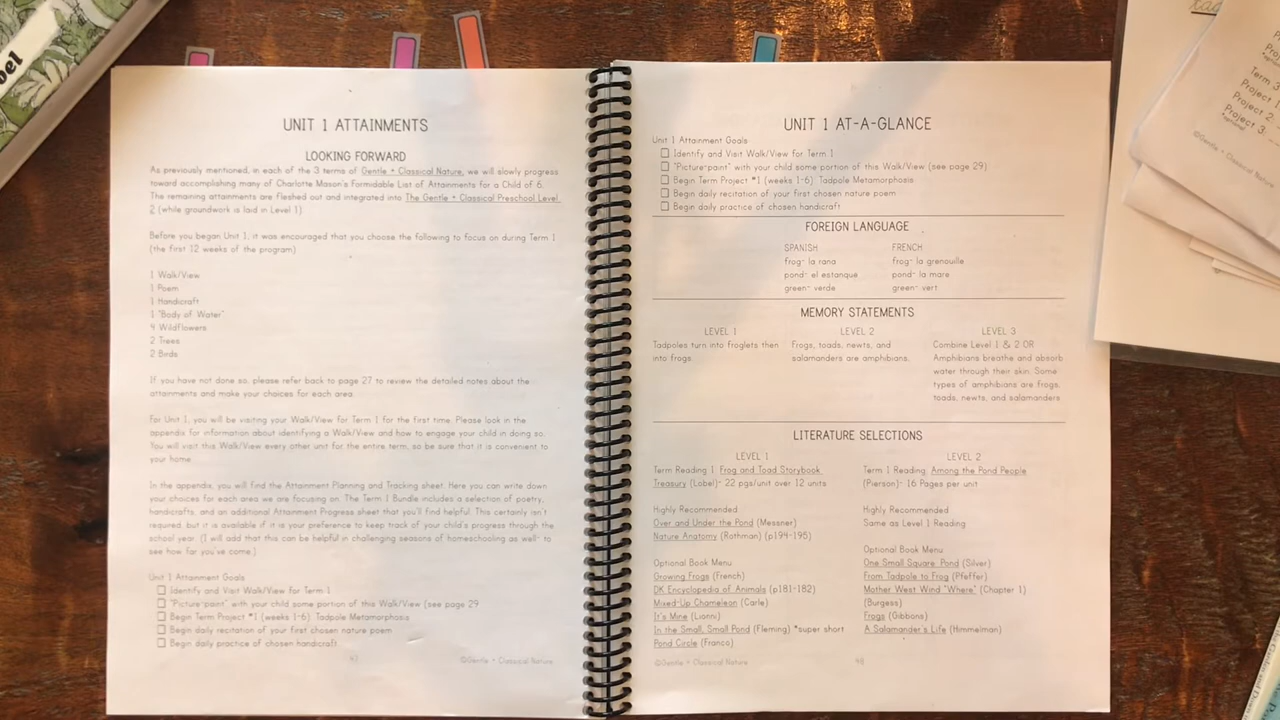 bel
UNIT 1 ATTAINMENTS
LOOKING FORWARD
As previously mentioned, in each of the 3 terms of Gentle + Classical Nature, we will slowly progress
toward accomplishing many of Charlotte Mason's Formidable List of Attainments for a Child of 6.
The remaining attainments are fleshed out and integrated into The Gentle + Classical Preschool Level
2 (while groundwork is laid in Level 1)
Before you began Unit 1, it was encouraged that you choose the following to focus on during Term 1
(the first 12 weeks of the program)
1 Walk/View
1 Poem
1 Handicraft
1 "Body of Water"
4 Wildflowers
2 Trees
2 Birds
If you have not done so, please refer back to page 27 to review the detailed notes about the
attainments and make your choices for each area
For Unit 1, you will be visiting your Walk/View for Term 1 for the first time. Please look in the
appendix for information about identifying a Walk/View and how to engage your child in doing so.
You will visit this Walk/View every other unit for the entire term, so be sure that it is convenient to
your home.
In the appendix, you will find the Attainment Planning and Tracking sheet. Here you can write down
your choices for each area we are focusing on. The Term 1 Bundle includes a selection of poetry,
handicrafts, and an additional Attainment Progress sheet that you'll find helpful. This certainly isn't
required, but it is available if it is your preference to keep track of your child's progress through the
school year. (I will add that this can be helpful in challenging seasons of homeschooling as well- to
see how far you've come.)
Unit 1 Attainment Goals
Identify and Visit Walk/View for Term 1
"Picture-paint" with your child some portion of this Walk/View (see page 29
Begin Term Project #1 (weeks 1-6) Tadpole Metamorphosis
Begin daily recitation of your first chosen nature poem
Begin daily practice of chosen handicraft
©Gentle + Classical Nature
UNIT 1 AT-A-GLANCE
Unit 1 Attainment Goals
Identify and Visit Walk/View for Term 1
"Picture-paint" with your child some portion of this Walk/View (see page 29)
Begin Term Project #1 (weeks 1-6) Tadpole Metamorphosis
Begin daily recitation of your first chosen nature poem
Begin daily practice of chosen handicraft
FOREIGN LANGUAGE
SPANISH
frog- la rana
pond- el estanque
green- verde
FRENCH
frog- la grenouille
pond- la mare
green- vert
MEMORY STATEMENTS
LEVEL 1
Tadpoles turn into froglets then
into frogs
LEVEL 2
Frogs, toads, newts, and
salamanders are amphibians.
LEVEL 3
Combine Level 1 & 2 OR
Amphibians breathe and absorb
water through their skin. Some
types of amphibians are frogs,
toads, newts, and salamanders
LITERATURE SELECTIONS
LEVEL 1
Term Reading 1 Frog and Toad Storybook
Treasury (Lobel)- 22 pgs/unit over 12 units
Highly Recommended
Over and Under the Pond (Messner)
Nature Anatomy (Rothman) (p194-195)
Optional Book Menu
Growing Frogs (French)
DK Encyclopedia of Animals (p181-182)
Mixed-Up Chameleon (Carle)
It's Mine (Lionni)
In the Small, Small Pond (Fleming) *super short
Pond Circle (Franco)
LEVEL 2
Term 1 Reading: Among the Pond People
(Pierson)- 16 Pages per unit
Highly Recommended
Same as Level 1 Reading
Optional Book Menu
One Small Square: Pond (Silver)
From Tadpole to Frog (Pfeffer)
Mother West Wind "Where" (Chapter 1)
(Burgess)
Frogs (Gibbons)
A Salamander's Life (Himmelman)
©Gentle + Classical Nature
48
Term 3
Project 1
Project 2:
Project 3:
*optional
©Gentle + Classical Nature